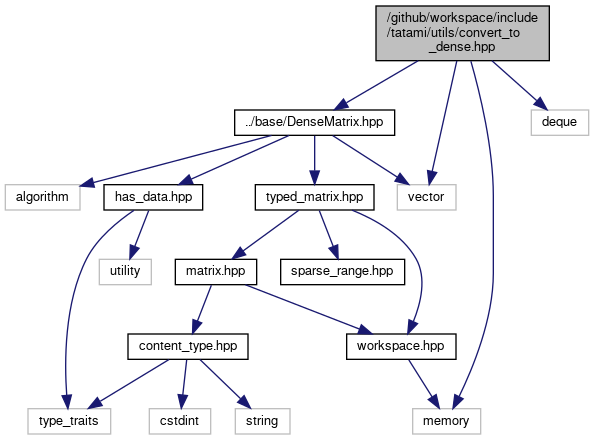 /github/workspace/include
/tatami/utils/convert_to
_dense.hpp
../base/DenseMatrix.hpp
deque
algorithm
has_data.hpp
typed_matrix.hpp
vector
utility
matrix.hpp
sparse_range.hpp
content_type.hpp
workspace.hpp
type_traits
cstdint
string
memory